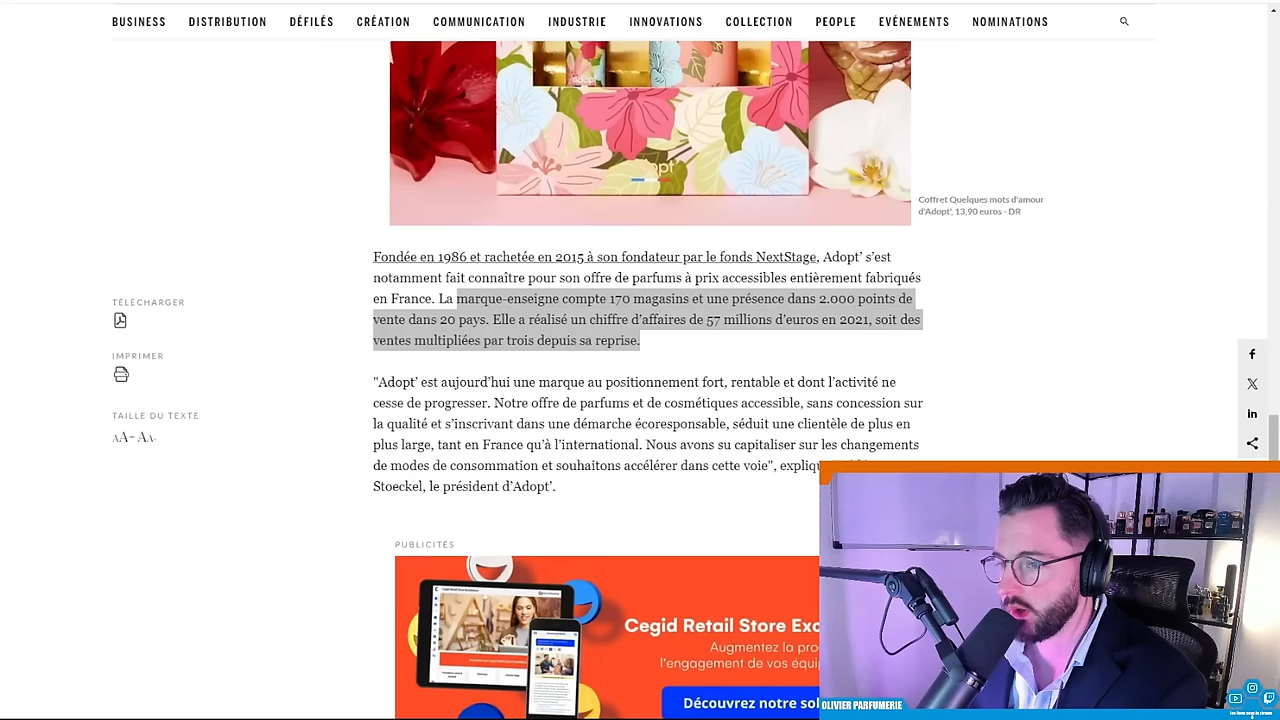 BUSINESS DISTRIBUTION DÉFILÉS CRÉATION COMMUNICATION INDUSTRIE INNOVATIONS COLLECTION PEOPLE EVÉNEMENTS NOMINATIONS
Adopt'
Coffret Quelques mots d'amour
d'Adopt', 13,90 euros - DR
Fondée en 1986 et rachetée en 2015 à son fondateur par le fonds NextStage, Adopt’ s’est
notamment fait connaître pour son offre de parfums à prix accessibles entièrement fabriqués
en France. La marque-enseigne compte 170 magasins et une présence dans 2.000 points de
vente dans 20 pays. Elle a réalisé un chiffre d’affaires de 57 millions d’euros en 2021, soit des
ventes multipliées par trois depuis sa reprise.
TÉLÉCHARGER
IMPRIMER
TAILLE DU TEXTE
AA+ AA-
"Adopt’ est aujourd’hui une marque au positionnement fort, rentable et dont l’activité ne
cesse de progresser. Notre offre de parfums et de cosmétiques accessible, sans concession sur
la qualité et s’inscrivant dans une démarche écoresponsable, séduit une clientèle de plus en
plus large, tant en France qu’à l’international. Nous avons su capitaliser sur les changements
de modes de consommation et souhaitons accélérer dans cette voie", expliqu
Stoeckel, le président d’Adopt’.
PUBLICITÉS
Cegid Retail Store Exc
Augmentez la pro
l'engagement de vos équi
Découvrez notre sol
OLIVIER PARFUMERIE